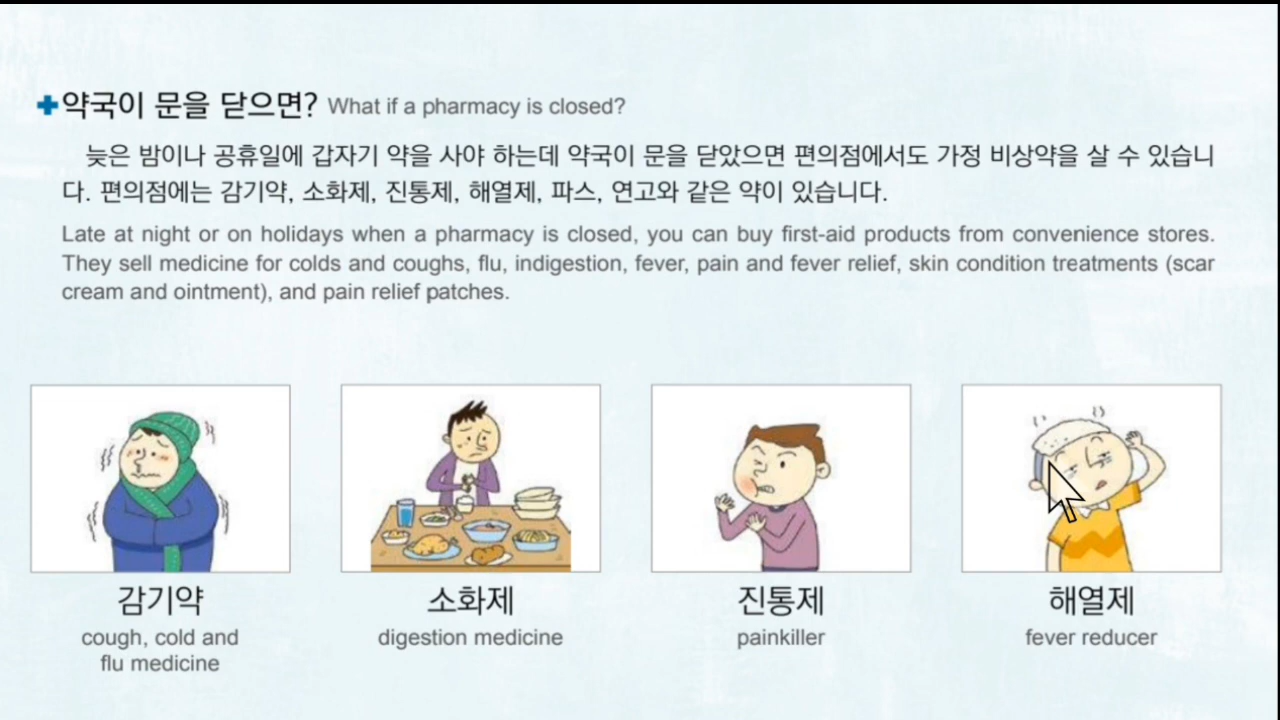 약국이 문을 닫으면? What if a pharmacy is closed?
늦은 밤이나 공휴일에 갑자기 약을 사야 하는데 약국이 문을 닫았으면 편의점에서도 가정 비상약을 살 수 있습니
다. 편의점에는 감기약, 소화제, 진통제, 해열제, 파스, 연고와 같은 약이 있습니다.
Late at night or on holidays when a pharmacy is closed, you can buy first-aid products from convenience stores.
They sell medicine for colds and coughs, flu, indigestion, fever, pain and fever relief, skin condition treatments (scar
cream and ointment), and pain relief patches.
감기약
cough, cold and
flu medicine
소화제
digestion medicine
진통제
painkiller
해열제
fever reducer